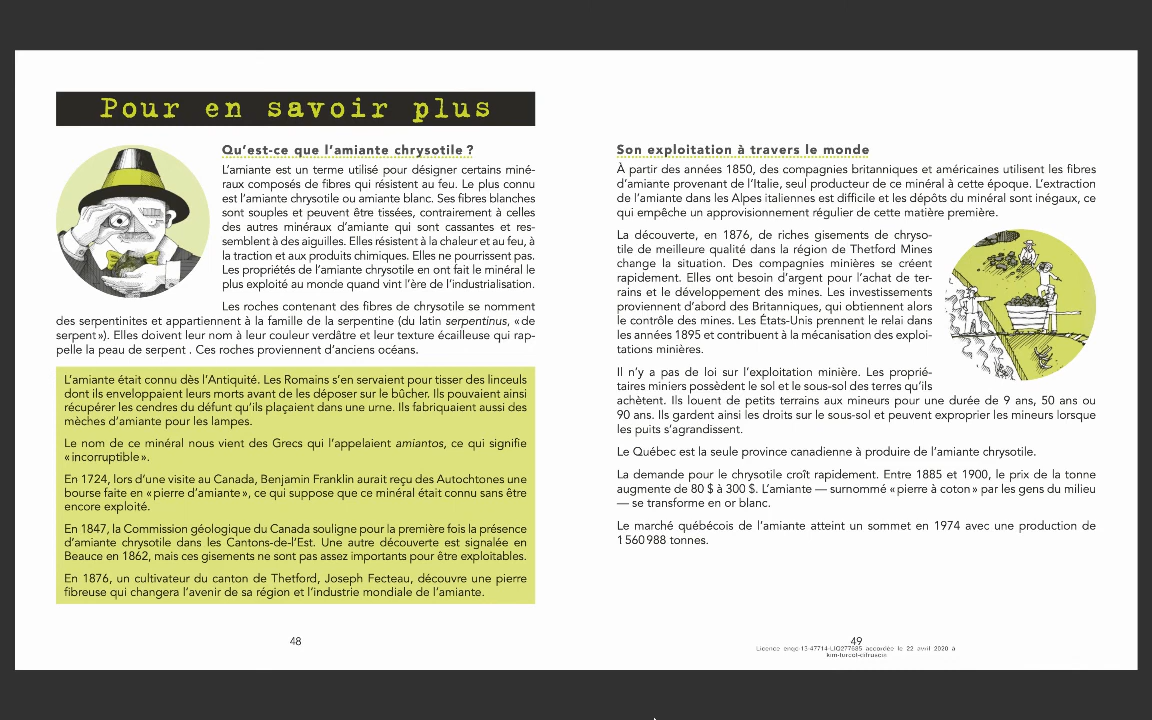 Pour en savoir plus
Qu'est-ce que l'amiante chrysotile ?
L'amiante est un terme utilisé pour désigner certains miné-
raux composés de fibres qui résistent au feu. Le plus connu
est l'amiante chrysotile ou amiante blanc. Ses fibres blanches
sont souples et peuvent être tissées, contrairement à celles
des autres minéraux d'amiante qui sont cassantes et res-
semblent à des aiguilles. Elles résistent à la chaleur et au feu, à
la traction et aux produits chimiques. Elles ne pourrissent pas.
Les propriétés de l'amiante chrysotile en ont fait le minéral le
plus exploité au monde quand vint l'ère de l'industrialisation.
Les roches contenant des fibres de chrysotile se nomment
des serpentinites et appartiennent à la famille de la serpentine (du latin serpentinus, « de
serpent »). Elles doivent leur nom à leur couleur verdâtre et leur texture écailleuse qui rap-
pelle la peau de serpent . Ces roches proviennent d'anciens océans.
L'amiante était connu dès l'Antiquité. Les Romains s'en servaient pour tisser des linceuls
dont ils enveloppaient leurs morts avant de les déposer sur le bûcher. Ils pouvaient ainsi
récupérer les cendres du défunt qu'ils plaçaient dans une urne. Ils fabriquaient aussi des
mèches d'amiante pour les lampes.
Le nom de ce minéral nous vient des Grecs qui l'appelaient amiantos, ce qui signifie
« incorruptible ».
En 1724, lors d'une visite au Canada, Benjamin Franklin aurait reçu des Autochtones une
bourse faite en « pierre d'amiante », ce qui suppose que ce minéral était connu sans être
encore exploité.
En 1847, la Commission géologique du Canada souligne pour la première fois la présence
d'amiante chrysotile dans les Cantons-de-l'Est. Une autre découverte est signalée en
Beauce en 1862, mais ces gisements ne sont pas assez importants pour être exploitables.
En 1876, un cultivateur du canton de Thetford, Joseph Fecteau, découvre une pierre
fibreuse qui changera l'avenir de sa région et l'industrie mondiale de l'amiante.
48
Son exploitation à travers le monde
À partir des années 1850, des compagnies britanniques et américaines utilisent les fibres
d'amiante provenant de l'Italie, seul producteur de ce minéral à cette époque. L'extraction
de l'amiante dans les Alpes italiennes est difficile et les dépôts du minéral sont inégaux, ce
qui empêche un approvisionnement régulier de cette matière première.
La découverte, en 1876, de riches gisements de chryso-
tile de meilleure qualité dans la région de Thetford Mines
change la situation. Des compagnies minières se créent
rapidement. Elles ont besoin d'argent pour l'achat de ter-
rains et le développement des mines. Les investissements
proviennent d'abord des Britanniques, qui obtiennent alors
le contrôle des mines. Les États-Unis prennent le relai dans
les années 1895 et contribuent à la mécanisation des exploi-
tations minières.
Il n'y a pas de loi sur l'exploitation minière. Les proprié-
taires miniers possèdent le sol et le sous-sol des terres qu'ils
achètent. Ils louent de petits terrains aux mineurs pour une durée de 9 ans, 50 ans ou
90 ans. Ils gardent ainsi les droits sur le sous-sol et peuvent exproprier les mineurs lorsque
les puits s'agrandissent.
Le Québec est la seule province canadienne à produire de l'amiante chrysotile.
La demande pour le chrysotile croît rapidement. Entre 1885 et 1900, le prix de la tonne
augmente de 80 $ à 300 $. L'amiante — surnommé « pierre à coton » par les gens du milieu
— se transforme en or blanc.
Le marché québécois de l'amiante atteint un sommet en 1974 avec une production de
1 560 988 tonnes.
49
Licence enqc-13-47714-LIQ277685 accordée le 22 avril 2020 à